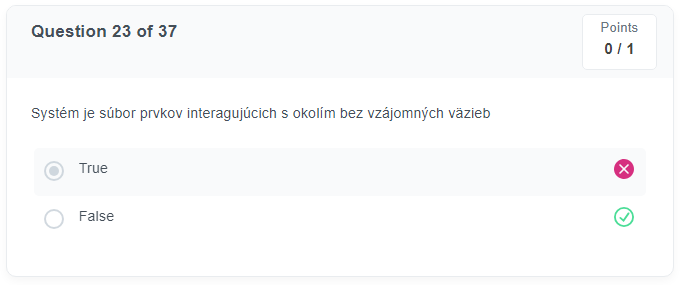 Question 23 of 37
Points
0 / 1
Systém je súbor prvkov interagujúcich s okolím bez vzájomných väzieb
True
False